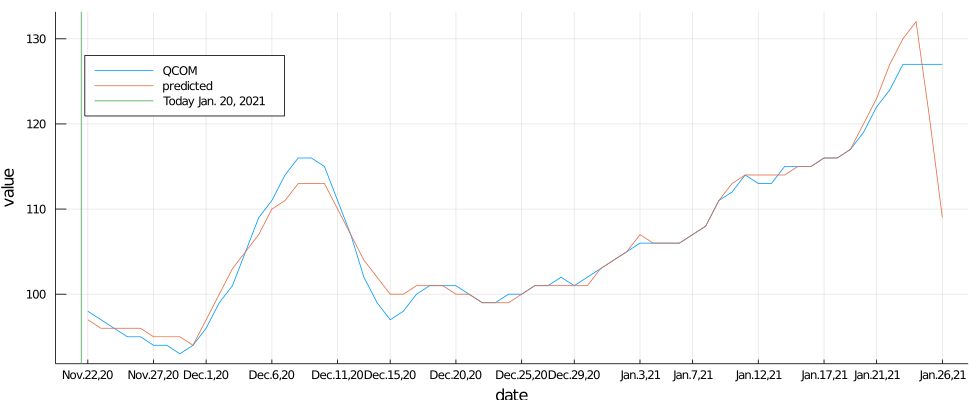 130
120
110
100
value
QCOM
predicted
Today Jan. 20, 2021
Nov.22,20 Nov.27,20 Dec.1,20 Dec.6,20 Dec.11,20 Dec.15,20 Dec.20,20 Dec.25,20 Dec.29,20 Jan.3,21 Jan.7,21 Jan.12,21 Jan.17,21 Jan.21,21 Jan.26,21
date